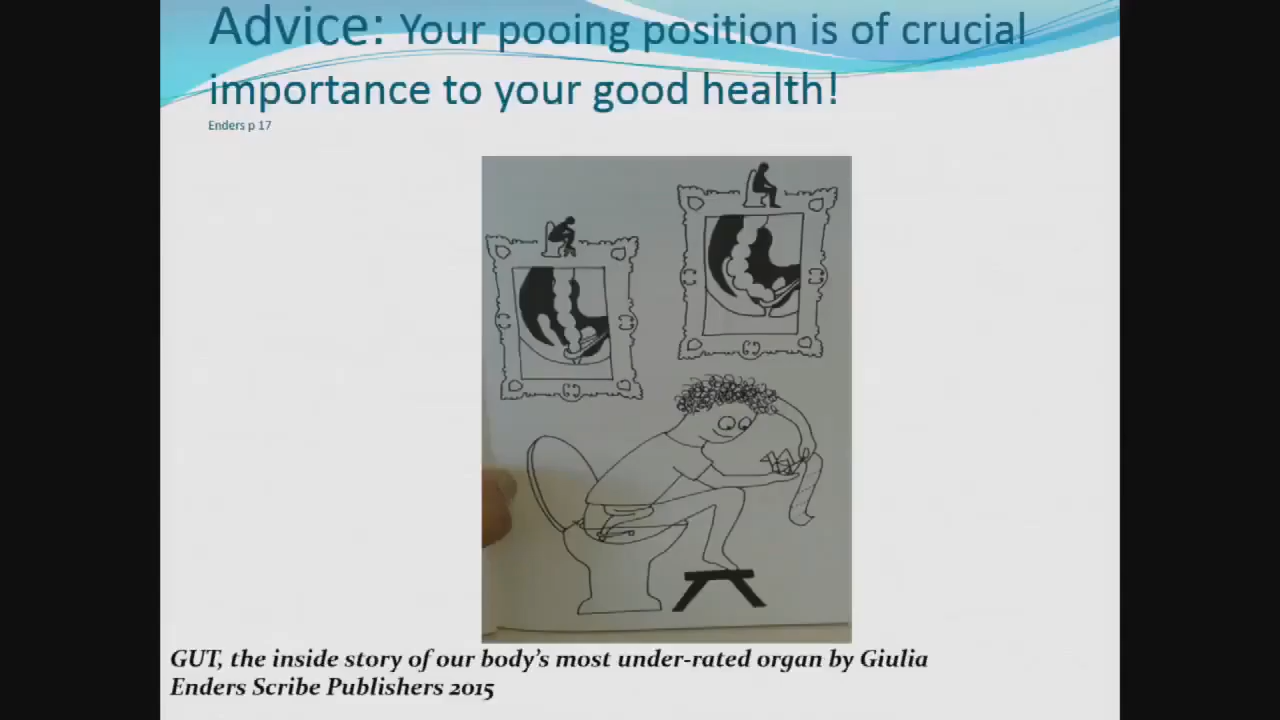 Advice: Your pooing position is of crucial
importance to your good health!
Enders p 17
GUT, the inside story of our body's most under-rated organ by Giulia
Enders Scribe Publishers 2015